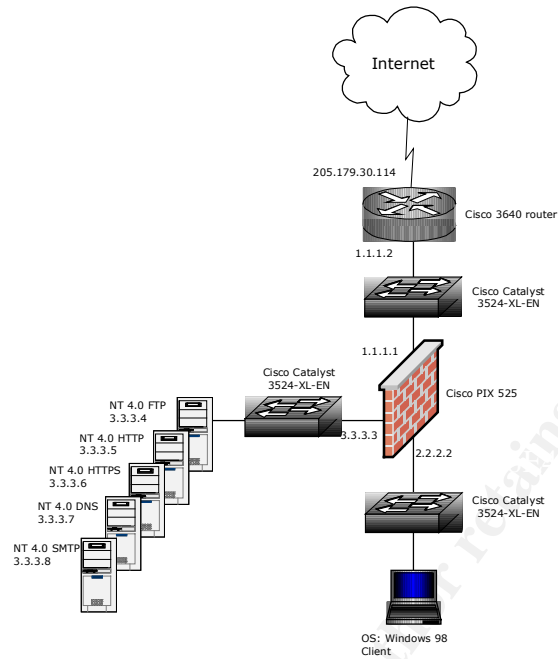 Internet
205.179.30.114
Cisco 3640 router
1.1.1.2
Cisco Catalyst
3524-XL-EN
1.1.1.1
Cisco Catalyst
3524-XL-EN
Cisco PIX 525
NT 4.0 FTP
3.3.3.4
3.3.3.3
NT 4.0 HTTP
3.3.3.5
2.2.2.2
NT 4.0 HTTPS
3.3.3.6
NT 4.0 DNS
3.3.3.7
Cisco Catalyst
3524-XL-EN
NT 4.0 SMTP
3.3.3.8
OS: Windows 98
Client
or retains